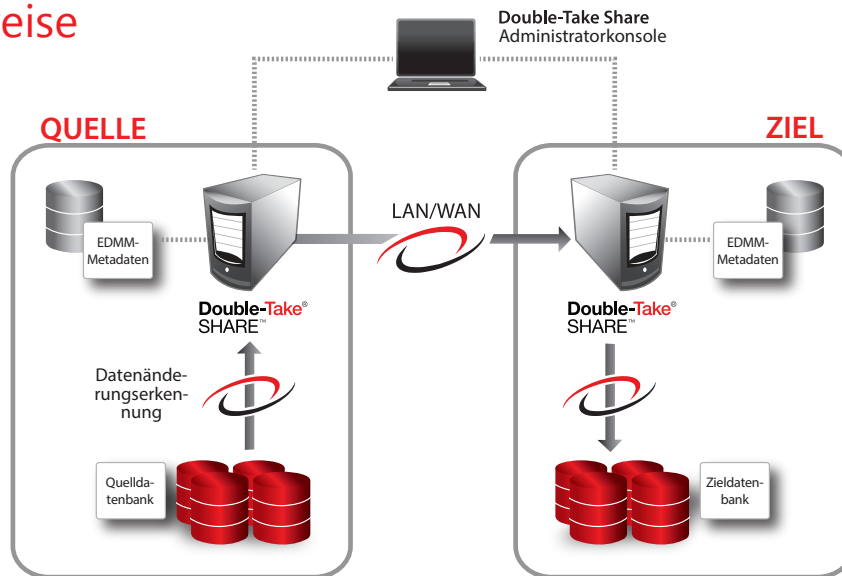 eise
Double-Take Share
Administratorkonsole
QUELLE
ZIEL
LAN/WAN
EDMM-
Metadaten
EDMM-
Metadaten
Double-Take®
SHARE™
Double-Take®
SHARE™
Datenände-
rungserken-
nung
Quellda-
tenbank
Zieldaten-
bank